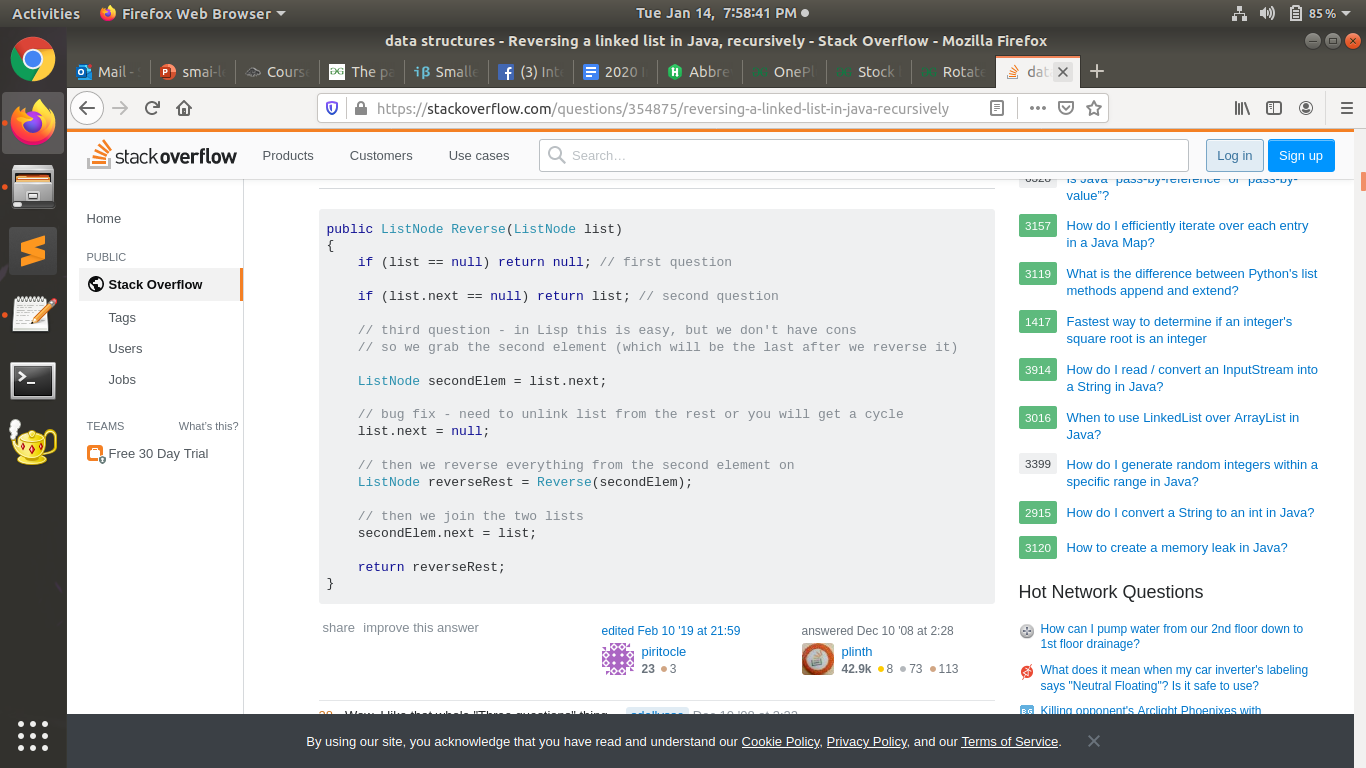 Activities
Firefox Web Browser
Tue Jan 14, 7:58:41 PM
85%
data structures - Reversing a linked list in Java, recursively - Stack Overflow - Mozilla Firefox
Mail -
smai-l
Cours
The pa
iβ Smalle
(3) Int
2020
Abbre
OnePl
Stock
Rotate
dat
https://stackoverflow.com/questions/354875/reversing-a-linked-list-in-java-recursively
stackoverflow
Products
Customers
Use cases
Search…
Log in
Sign up
Home
PUBLIC
Stack Overflow
Tags
Users
Jobs
TEAMS
What's this?
Free 30 Day Trial
public ListNode Reverse(ListNode list)
{
if (list == null) return null; // first question
if (list.next == null) return list; // second question
// third question - in Lisp this is easy, but we don't have cons
// so we grab the second element (which will be the last after we reverse it)
ListNode secondElem = list.next;
// bug fix - need to unlink list from the rest or you will get a cycle
list.next = null;
// then we reverse everything from the second element on
ListNode reverseRest = Reverse(secondElem);
// then we join the two lists
secondElem.next = list;
return reverseRest;
}
share improve this answer
edited Feb 10 '19 at 21:59
piritocle
23 3
answered Dec 10 '08 at 2:28
plinth
42.9k 8 73 113
Wow, I like that whole "Three questions" thing
Is Java "pass-by-reference" or "pass-by-
value"?
3157 How do I efficiently iterate over each entry
in a Java Map?
3119 What is the difference between Python's list
methods append and extend?
1417 Fastest way to determine if an integer's
square root is an integer
3914 How do I read / convert an InputStream into
a String in Java?
3016 When to use LinkedList over ArrayList in
Java?
3399 How do I generate random integers within a
specific range in Java?
2915 How do I convert a String to an int in Java?
3120 How to create a memory leak in Java?
Hot Network Questions
How can I pump water from our 2nd floor down to
1st floor drainage?
What does it mean when my car inverter's labeling
says "Neutral Floating"? Is it safe to use?
Killing opponent's Arclight Phoenixes with
By using our site, you acknowledge that you have read and understand our Cookie Policy, Privacy Policy, and our Terms of Service.